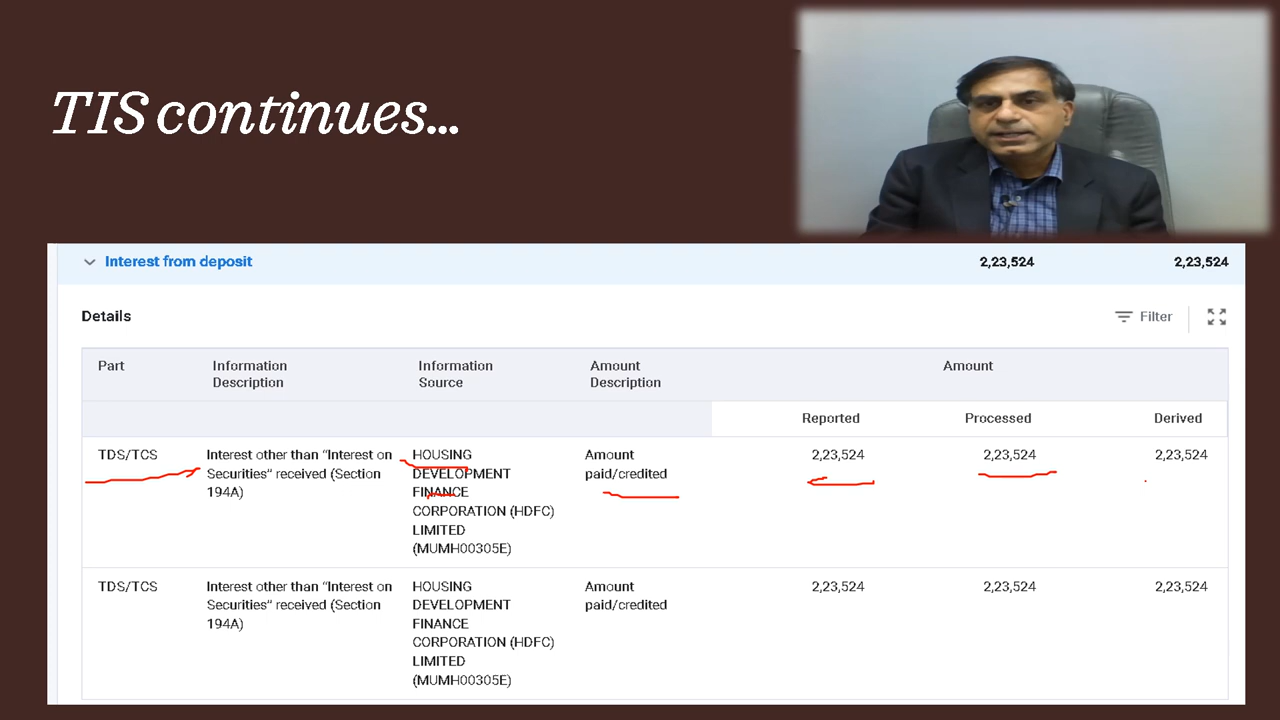 TIS continues...
Interest from deposit 2,23,524 2,23,524
Details Filter
Part Information Description Information Source Amount Description Amount
Reported Processed Derived
TDS/TCS Interest other than “Interest on HOUSING Amount 2,23,524 2,23,524 2,23,524
Securities” received (Section DEVELOPMENT paid/credited
194A) FINANCE
CORPORATION (HDFC)
LIMITED
(MUMH00305E)
TDS/TCS Interest other than “Interest on HOUSING Amount 2,23,524 2,23,524 2,23,524
Securities” received (Section DEVELOPMENT paid/credited
194A) FINANCE
CORPORATION (HDFC)
LIMITED
(MUMH00305E)